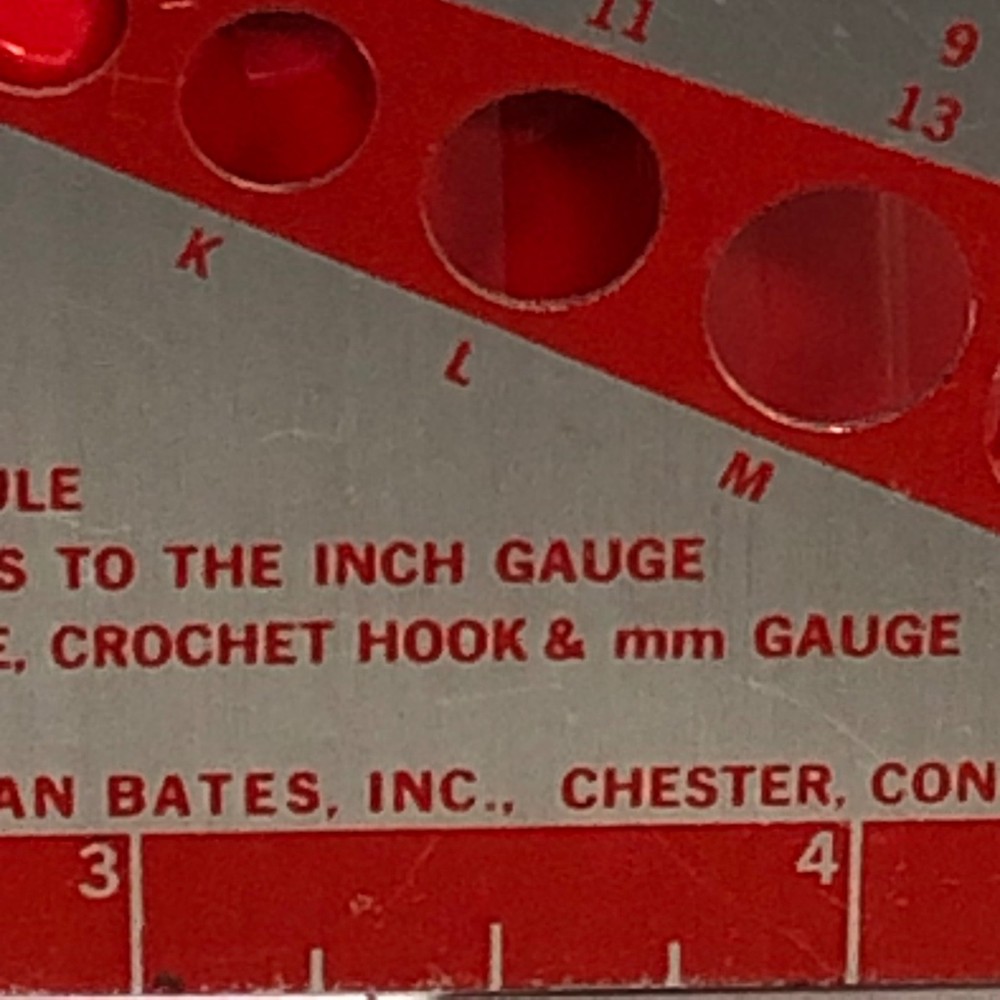 11
9
13
K
L
M
ULE
S TO THE INCH GAUGE
E, CROCHET HOOK & mm GAUGE
AN BATES, INC., CHESTER, CON
3 4